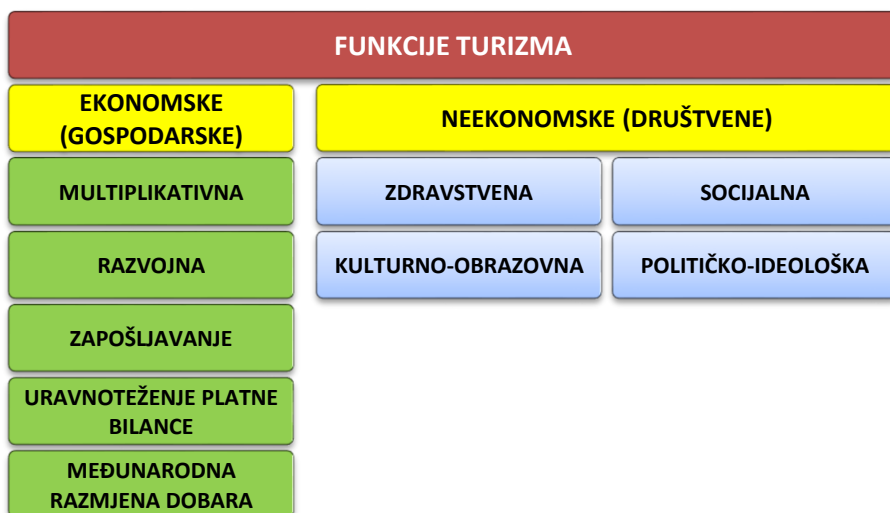 FUNKCIJE TURIZMA
EKONOMSKE
(GOSPODARSKE)
NEEKONOMSKE (DRUŠTVENE)
MULTIPLIKATIVNA
ZDRAVSTVENA
SOCIJALNA
RAZVOJNA
KULTURNO-OBRAZOVNA
POLITIČKO-IDEOLOŠKA
ZAPOŠLJAVANJE
URAVNOTEŽENJE PLATNE
BILANCE
MEĐUNARODNA
RAZMJENA DOBARA